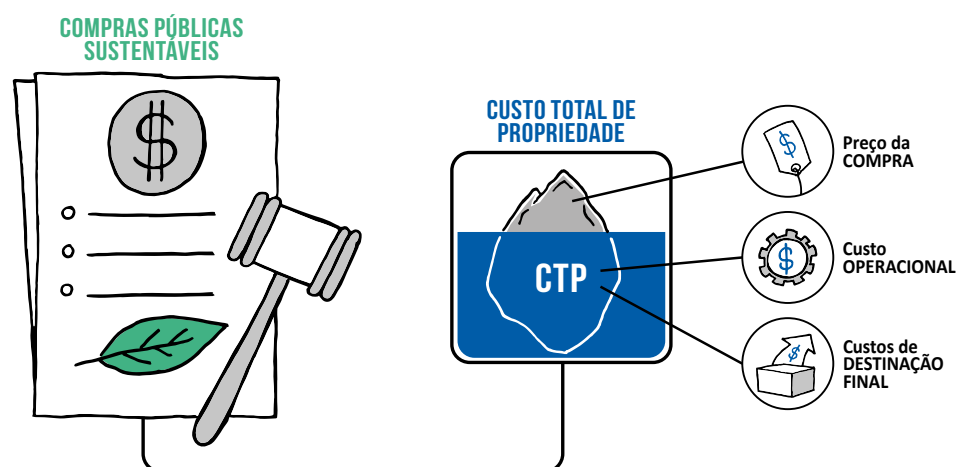 COMPRAS PÚBLICAS
SUSTENTÁVEIS
$
CUSTO TOTAL DE
PROPRIEDADE
CTP
$
Preço da
COMPRA
$
Custo
OPERACIONAL
$
Custos de
DESTINAÇÃO
FINAL